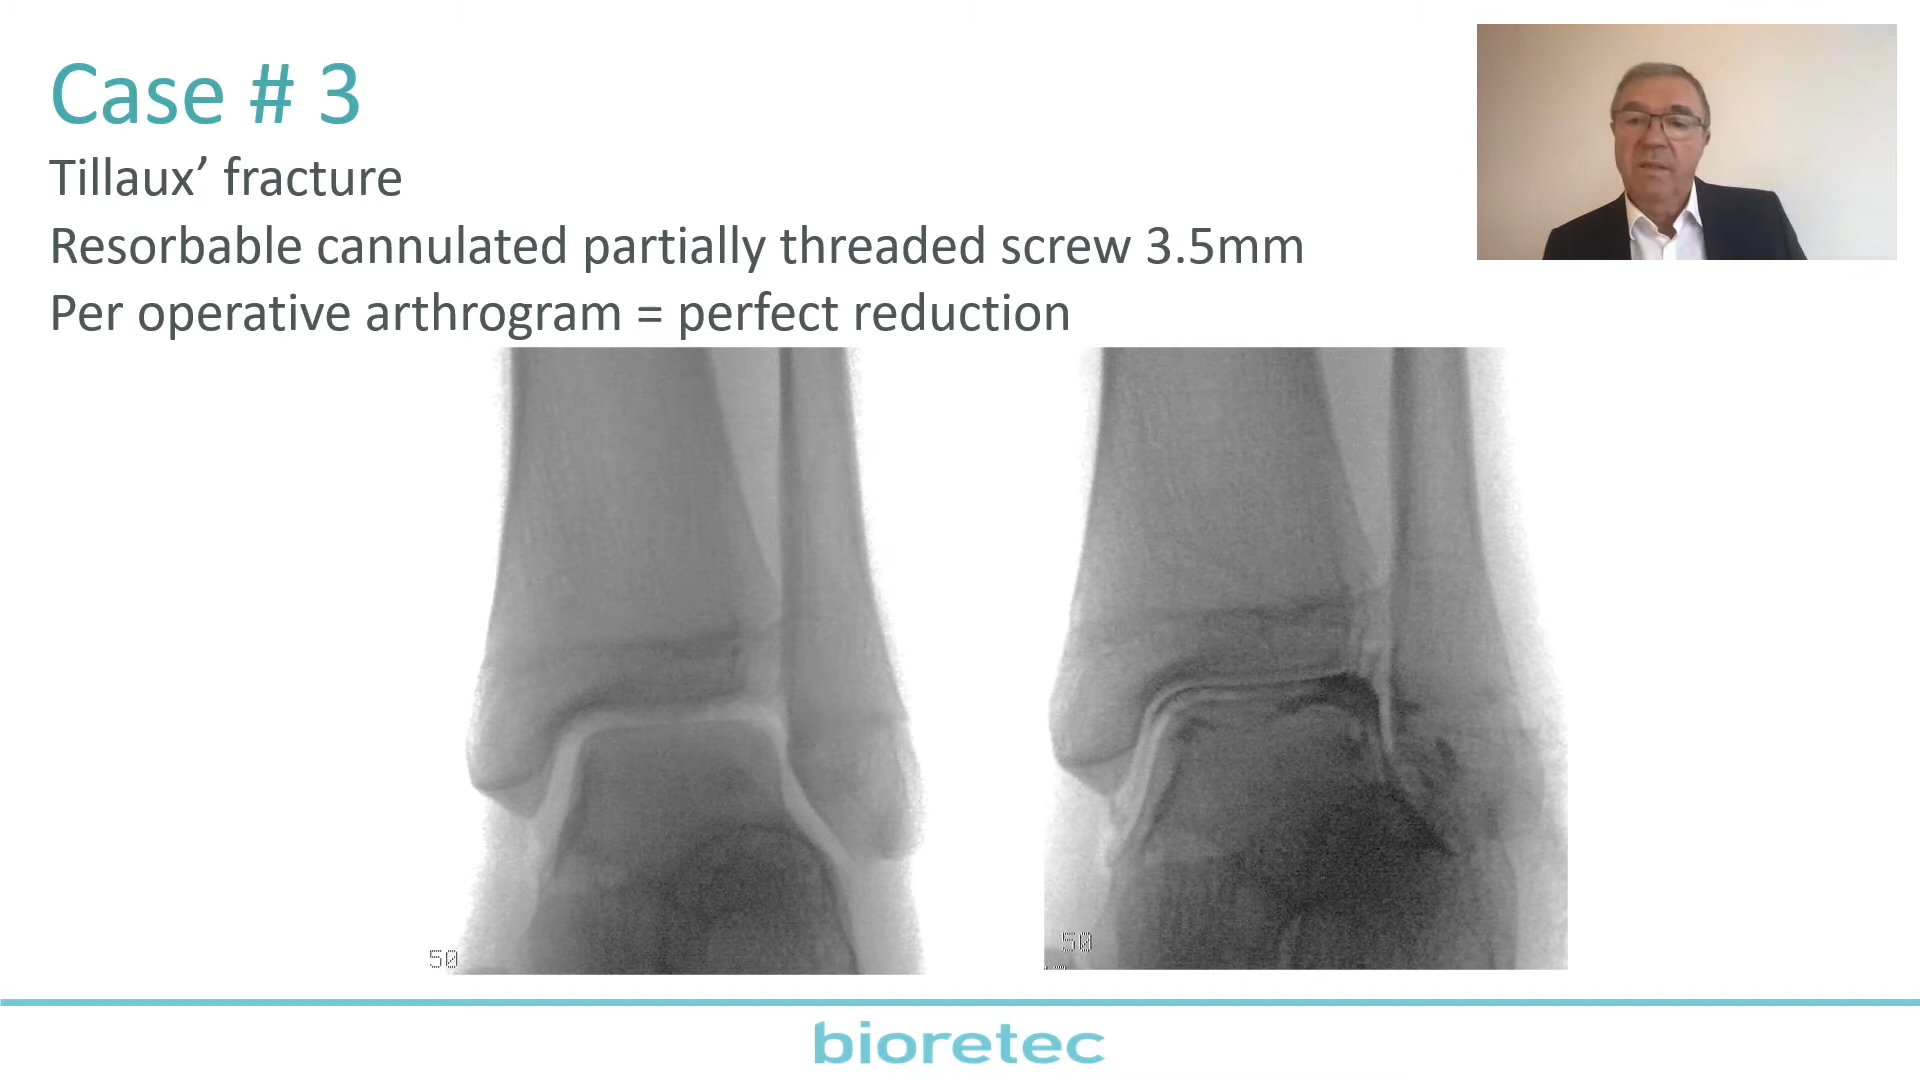 Case # 3
Tillaux’ fracture
Resorbable cannulated partially threaded screw 3.5mm
Per operative arthrogram = perfect reduction
50
50
bioretec